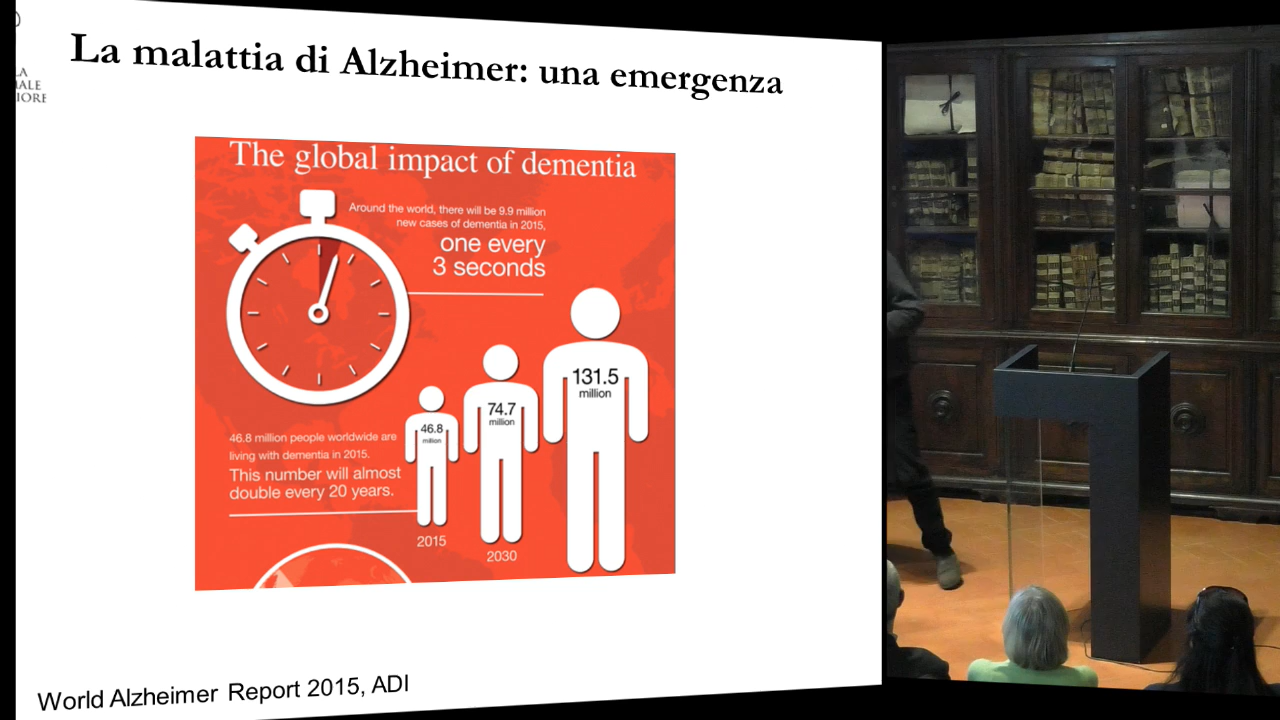 La malattia di Alzheimer: una emergenza
The global impact of dementia
Around the world, there will be 9.9 million
new cases of dementia in 2015,
one every
3 seconds
131.5
million
74.7
million
46.8
million
46.8 million people worldwide are
living with dementia in 2015.
This number will almost
double every 20 years.
2015
2030
World Alzheimer Report 2015, ADI